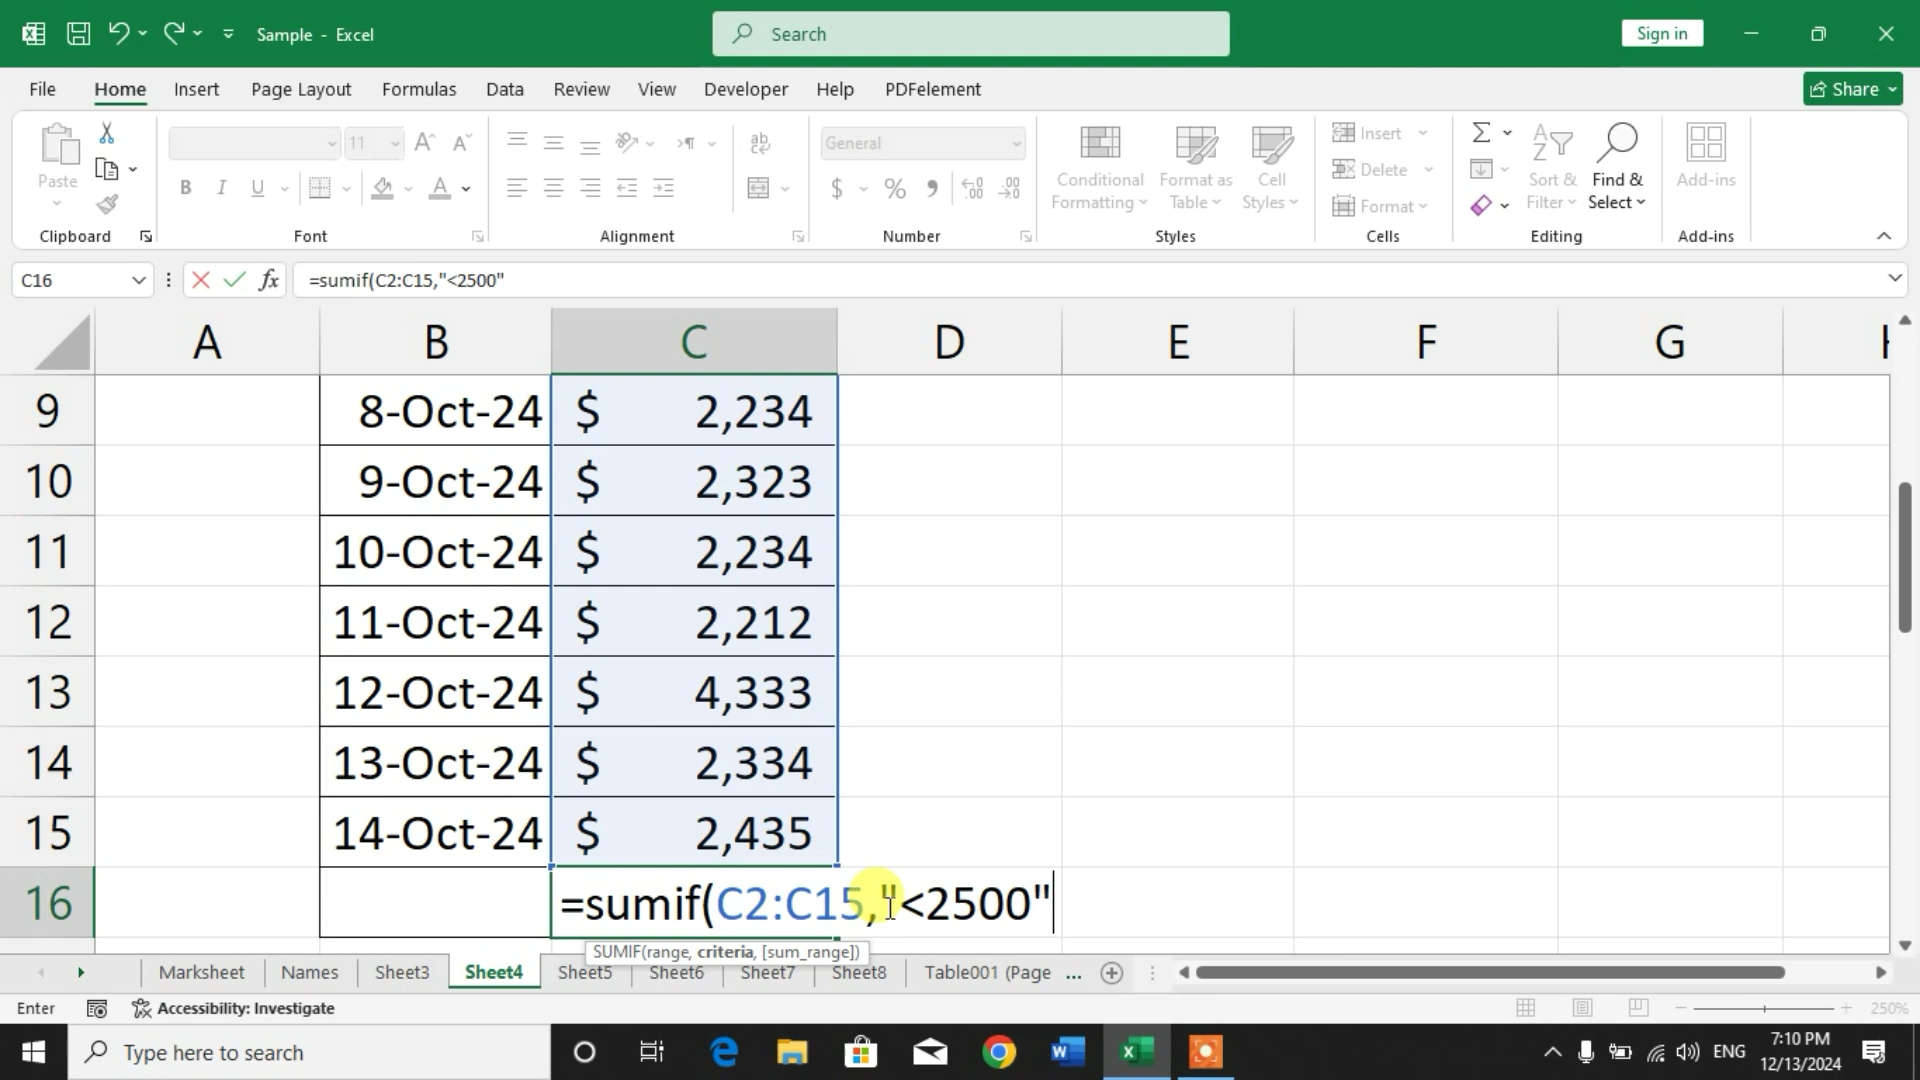 Sample - Excel
Search
Sign in
File Home Insert Page Layout Formulas Data Review View Developer Help PDFelement
Share
Paste
Clipboard
11
B I U A
Font
ab
Alignment
General
$ %
Number
Conditional Formatting
Format as Table
Cell Styles
Styles
Insert
Delete
Format
Cells
Sort & Filter
Find & Select
Editing
Add-ins
Add-ins
C16 fx =sumif(C2:C15,"<2500"
A B C D E F G
9 8-Oct-24 $ 2,234
10 9-Oct-24 $ 2,323
11 10-Oct-24 $ 2,234
12 11-Oct-24 $ 2,212
13 12-Oct-24 $ 4,333
14 13-Oct-24 $ 2,334
15 14-Oct-24 $ 2,435
16 =sumif(C2:C15,"<2500"
SUMIF(range, criteria, [sum_range])
Marksheet Names Sheet3 Sheet4 Sheet5 Sheet6 Sheet7 Sheet8 Table001 (Page ...
Enter Accessibility: Investigate 250%
Type here to search
ENG
7:10 PM
12/13/2024